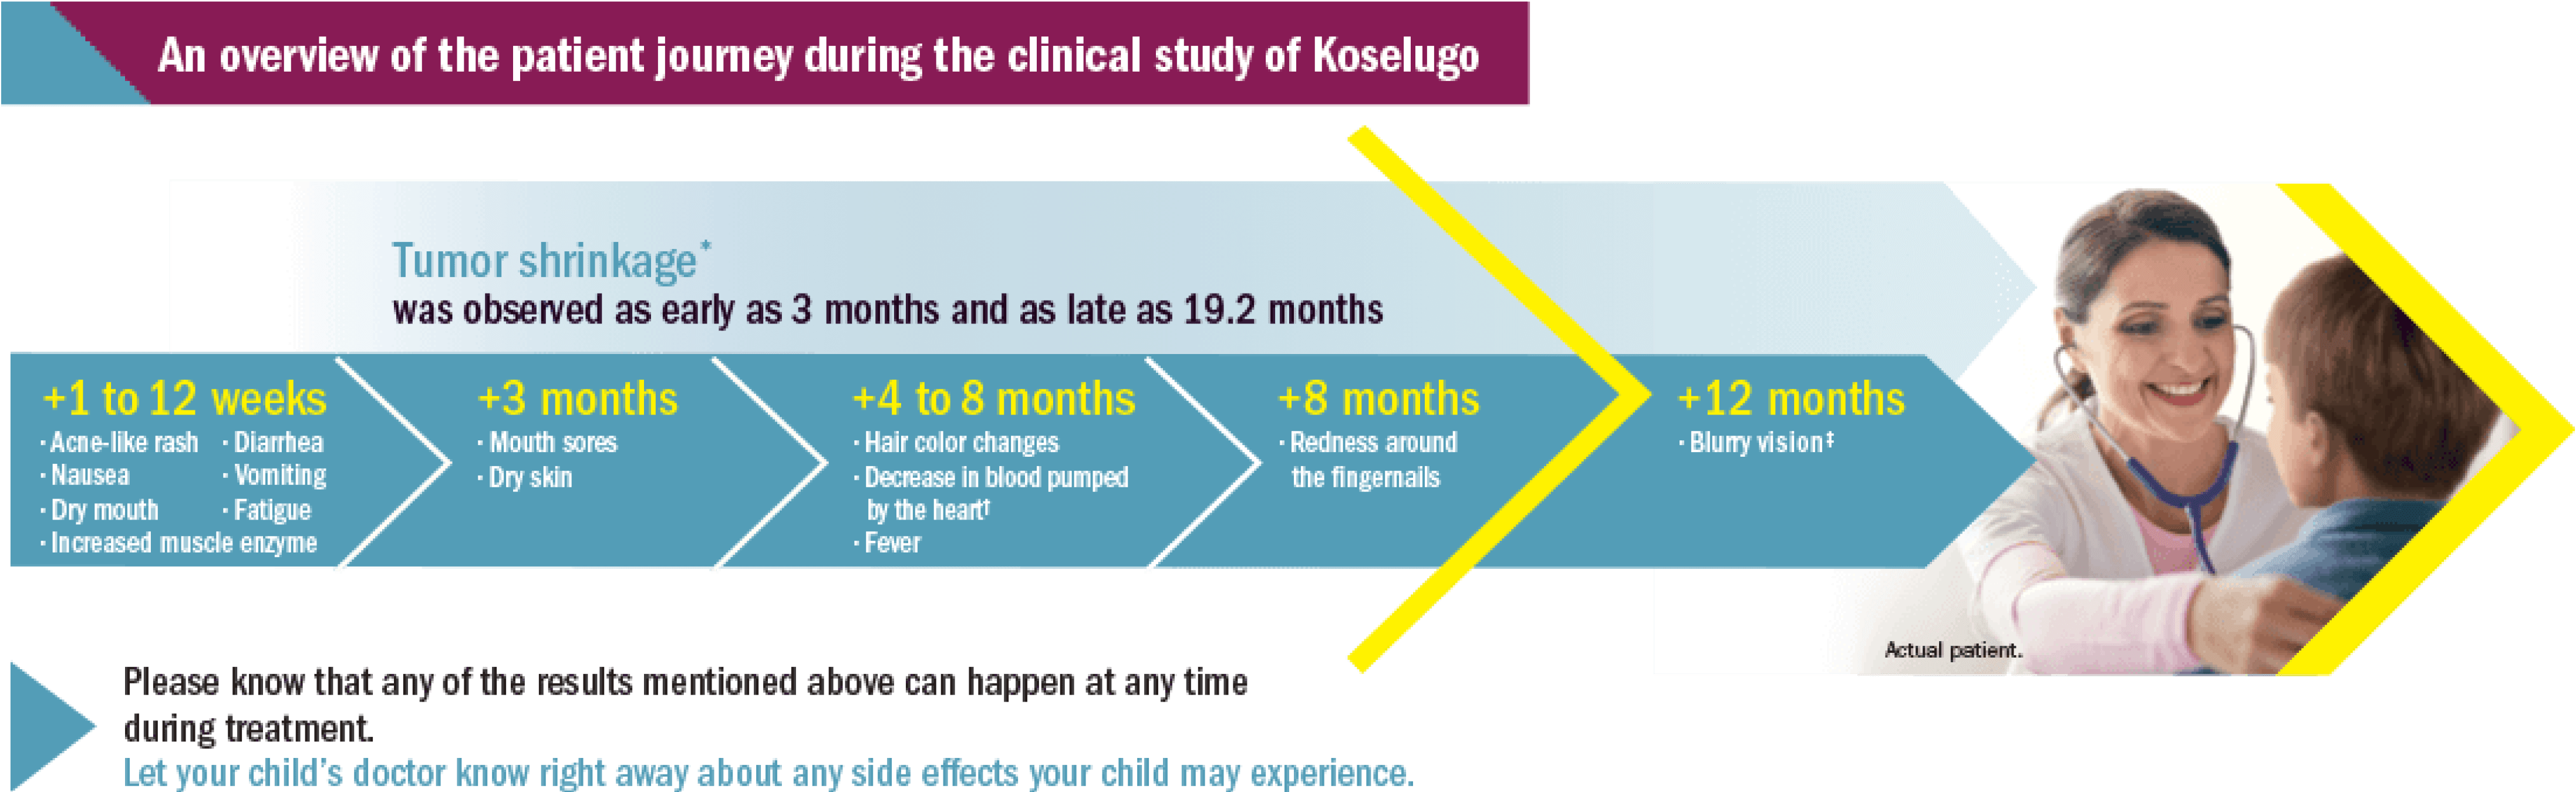 An overview of the patient journey during the clinical study of Koselugo
Tumor shrinkage*
was observed as early as 3 months and as late as 19.2 months
+1 to 12 weeks
· Acne-like rash
· Nausea
· Dry mouth
· Increased muscle enzyme
· Diarrhea
· Vomiting
· Fatigue
+3 months
· Mouth sores
· Dry skin
+4 to 8 months
· Hair color changes
· Decrease in blood pumped
by the heart†
· Fever
+8 months
· Redness around
the fingernails
+12 months
· Blurry vision‡
Actual patient.
Please know that any of the results mentioned above can happen at any time
during treatment.
Let your child's doctor know right away about any side effects your child may experience.